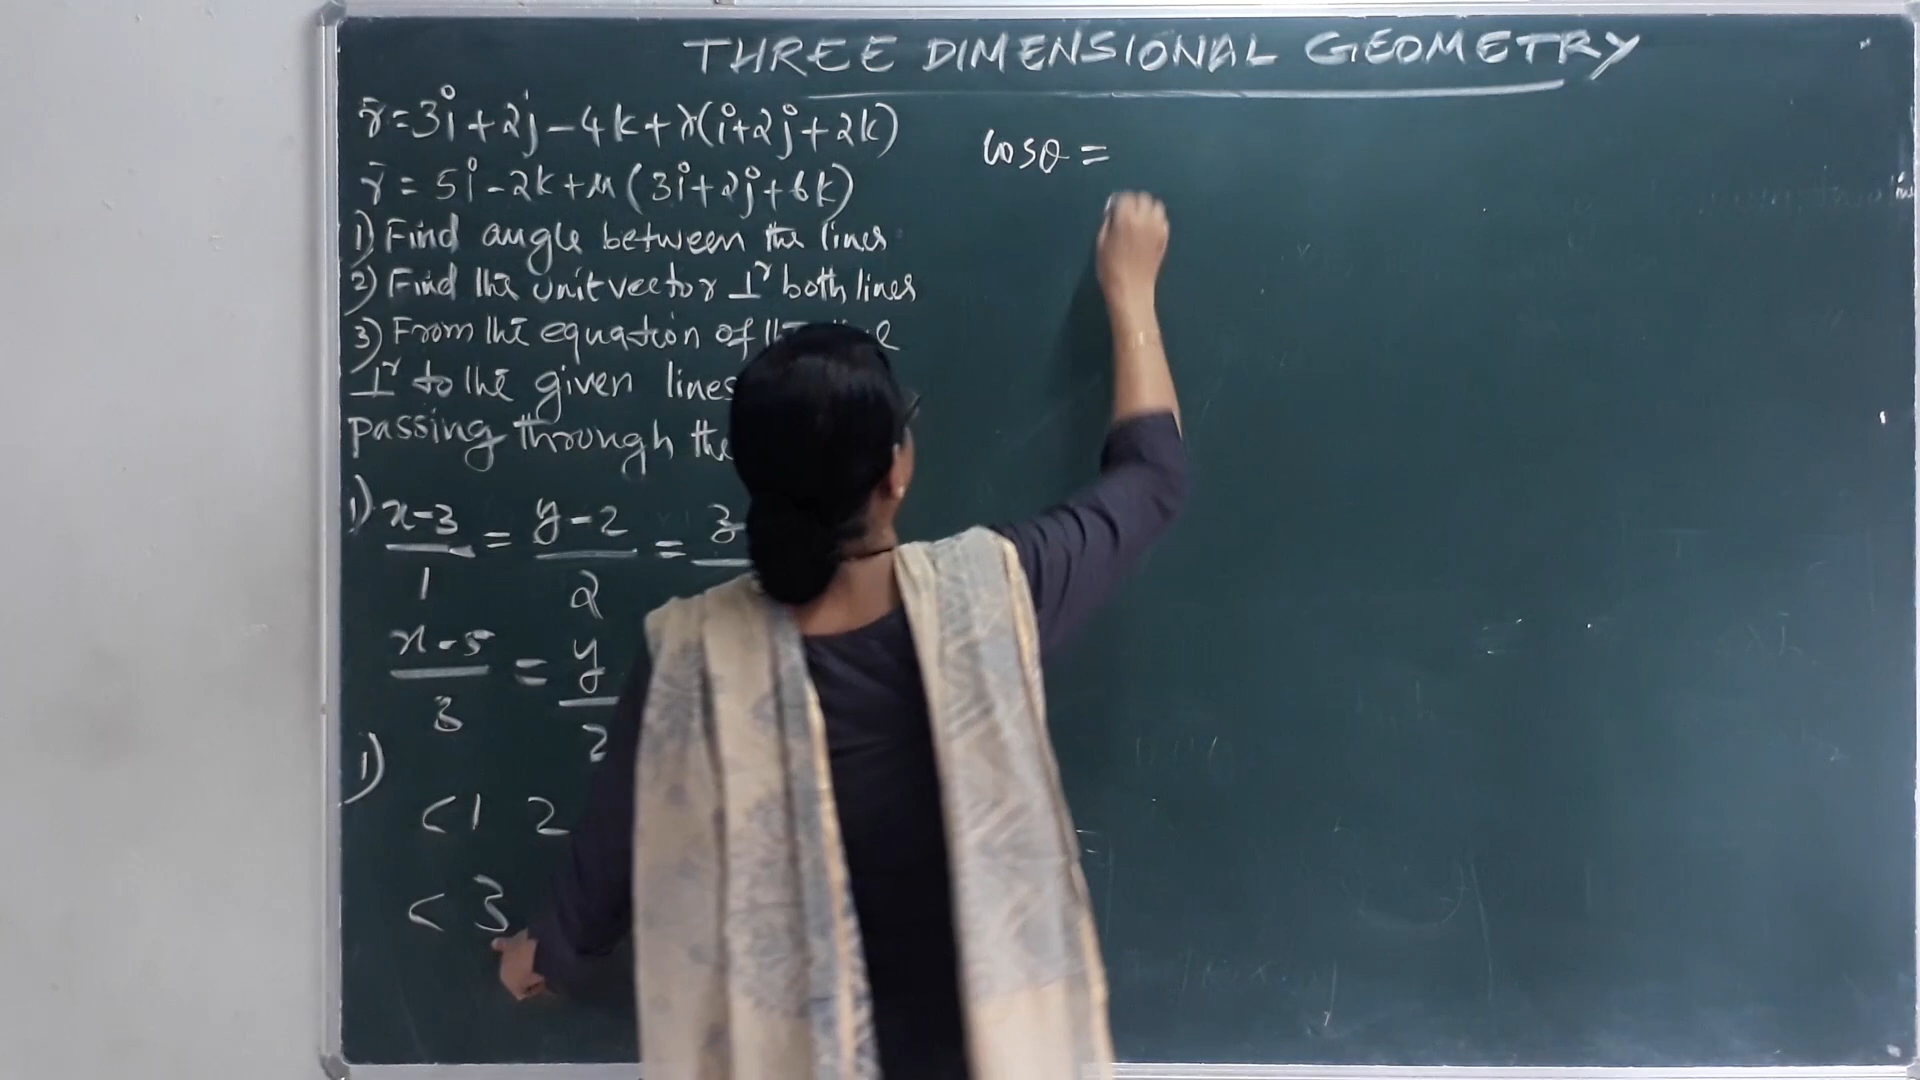 THREE DIMENSIONAL GEOMETRY
r̄=3i+2j-4k+λ(i+2j+2k)
r̄=5i-2k+μ(3i+2j+6k)
1) Find angle between the lines
2) Find the unit vector ⊥r both lines
3) From the equation of
⊥r to the given lines
passing through the
1) x-3/1 = y-2/2 = z-
x-5/3 = y/2
1)
<1 2
<3
cosθ =